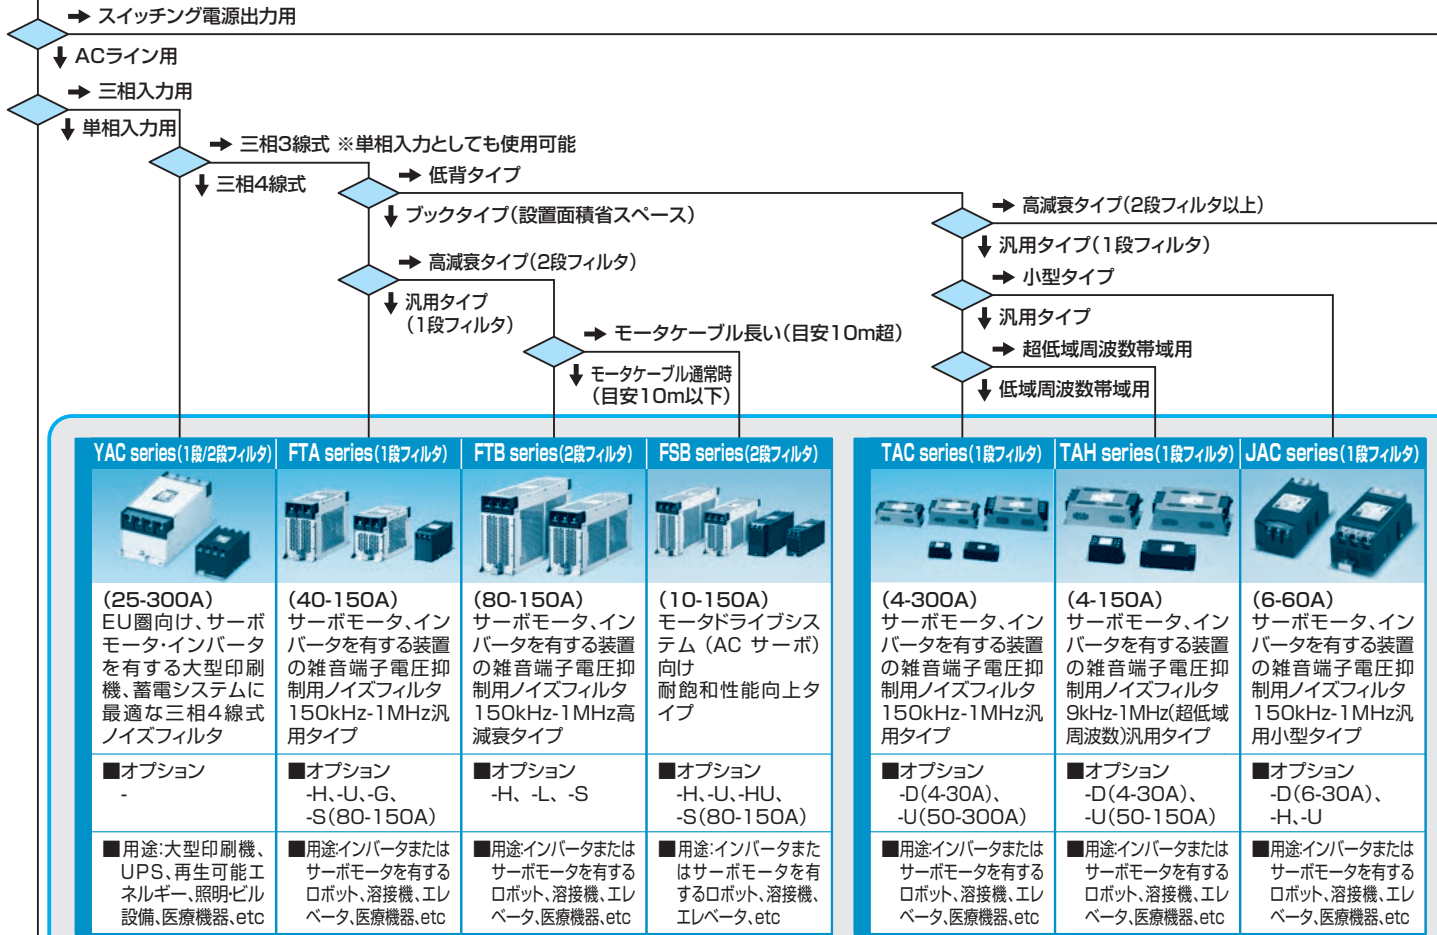 ➡ スイッチング電源出力用
⬇ ACライン用
➡ 三相入力用
⬇ 単相入力用
➡ 三相3線式 ※単相入力としても使用可能
⬇ 三相4線式
➡ 低背タイプ
⬇ ブックタイプ(設置面積省スペース)
➡ 高減衰タイプ(2段フィルタ以上)
⬇ 汎用タイプ(1段フィルタ)
➡ 高減衰タイプ(2段フィルタ)
⬇ 汎用タイプ
(1段フィルタ)
➡ 小型タイプ
⬇ 汎用タイプ
➡ モータケーブル長い(目安10m超)
⬇ モータケーブル通常時
(目安10m以下)
➡ 超低域周波数帯域用
⬇ 低域周波数帯域用
YAC series(1段/2段フィルタ)
(25-300A)
EU圏向け、サーボ
モータ・インバータ
を有する大型印刷
機、蓄電システムに
最適な三相4線式
ノイズフィルタ
■オプション
-
■用途:大型印刷機、
UPS、再生可能エ
ネルギー、照明・ビル
設備、医療機器、etc
FTA series(1段フィルタ)
(40-150A)
サーボモータ、イン
バータを有する装置
の雑音端子電圧抑
制用ノイズフィルタ
150kHz-1MHz汎
用タイプ
■オプション
-H、-U、-G、
-S(80-150A)
■用途:インバータまたは
サーボモータを有する
ロボット、溶接機、エレ
ベータ、医療機器、etc
FTB series(2段フィルタ)
(80-150A)
サーボモータ、イン
バータを有する装置
の雑音端子電圧抑
制用ノイズフィルタ
150kHz-1MHz高
減衰タイプ
■オプション
-H、-L、-S
■用途:インバータまたは
サーボモータを有する
ロボット、溶接機、エレ
ベータ、医療機器、etc
FSB series(2段フィルタ)
(10-150A)
モータドライブシス
テム(AC サーボ)
向け
耐飽和性能向上タ
イプ
■オプション
-H、-U、-HU、
-S(80-150A)
■用途:インバータまた
はサーボモータを有
するロボット、溶接機、
エレベータ、etc
TAC series(1段フィルタ)
(4-300A)
サーボモータ、イン
バータを有する装置
の雑音端子電圧抑
制用ノイズフィルタ
150kHz-1MHz汎
用タイプ
■オプション
-D(4-30A)、
-U(50-300A)
■用途:インバータまたは
サーボモータを有する
ロボット、溶接機、エレ
ベータ、医療機器、etc
TAH series(1段フィルタ)
(4-150A)
サーボモータ、イン
バータを有する装置
の雑音端子電圧抑
制用ノイズフィルタ
9kHz-1MHz(超低域
周波数)汎用タイプ
■オプション
-D(4-30A)、
-U(50-150A)
■用途:インバータまたは
サーボモータを有する
ロボット、溶接機、エレ
ベータ、医療機器、etc
JAC series(1段フィルタ)
(6-60A)
サーボモータ、イン
バータを有する装置
の雑音端子電圧抑
制用ノイズフィルタ
150kHz-1MHz汎
用小型タイプ
■オプション
-D(6-30A)、
-H、-U
■用途:インバータまたは
サーボモータを有する
ロボット、溶接機、エレ
ベータ、医療機器、etc